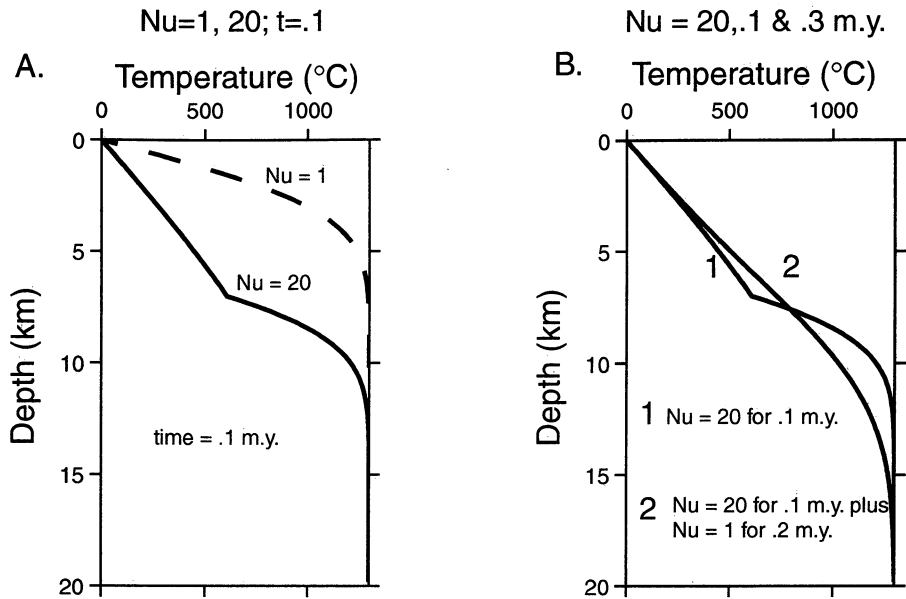 Nu=1, 20; t=.1
A.
Temperature (°C)
0 500 1000
0
5
10
15
20
Depth (km)
Nu = 1
Nu = 20
time = .1 m.y.
Nu = 20,.1 & .3 m.y.
B.
Temperature (°C)
0 500 1000
0
5
10
15
20
Depth (km)
1 2
1 Nu = 20 for .1 m.y.
2 Nu = 20 for .1 m.y. plus
Nu = 1 for .2 m.y.